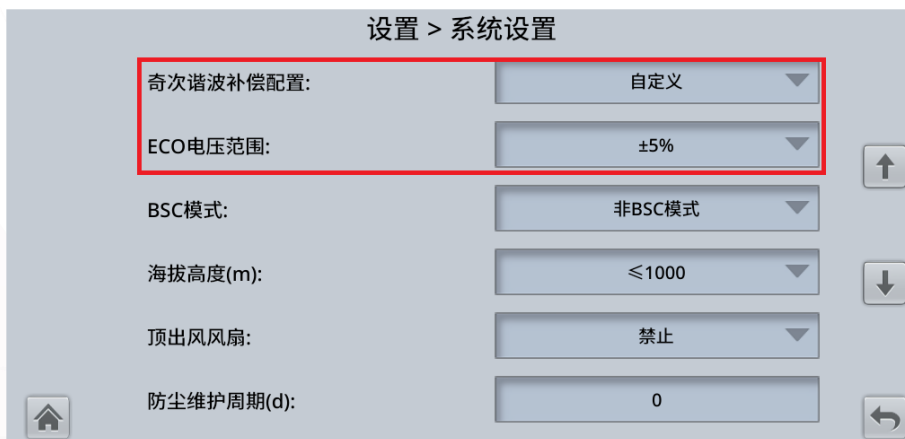 设置 > 系统设置
奇次谐波补偿配置: 自定义
ECO电压范围: ±5%
BSC模式: 非BSC模式
海拔高度(m): ≤1000
顶出风风扇: 禁止
防尘维护周期(d): 0